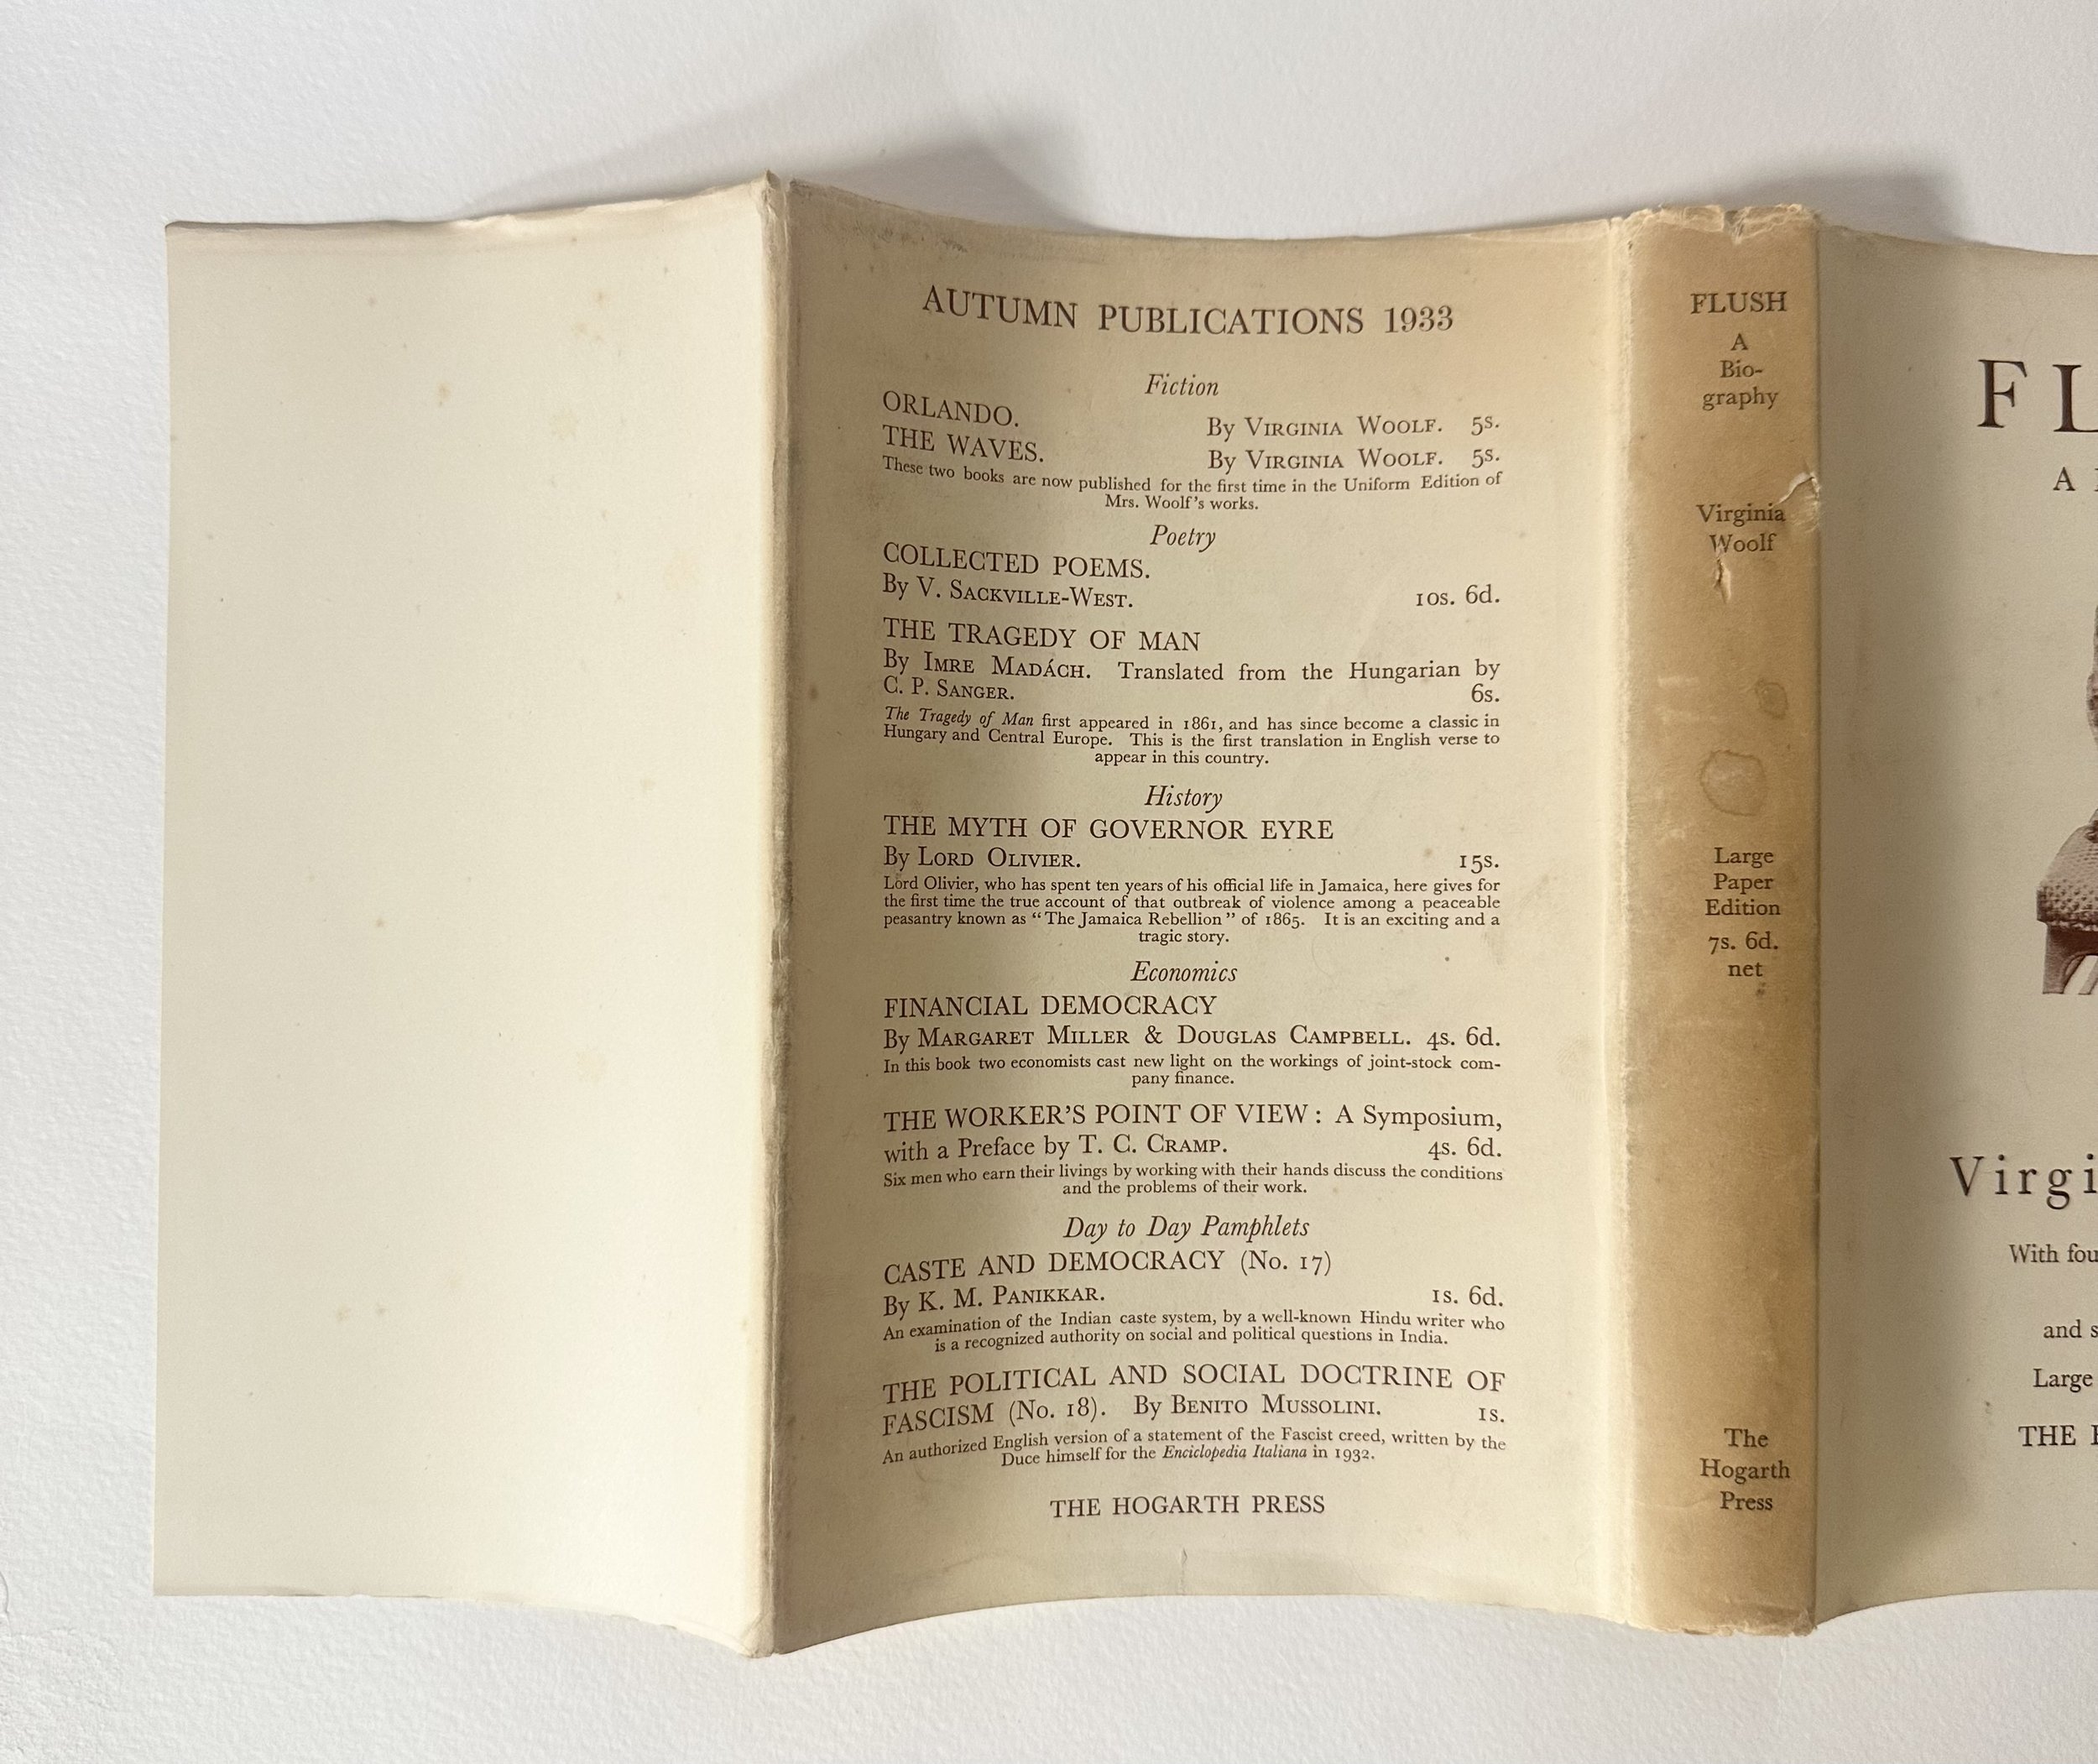 AUTUMN PUBLICATIONS 1933
Fiction
ORLANDO. By VIRGINIA WOOLF. 5s.
THE WAVES. By VIRGINIA WOOLF. 5s.
These two books are now published for the first time in the Uniform Edition of
Mrs. Woolf's works.
Poetry
COLLECTED POEMS.
By V. SACKVILLE-WEST. 10s. 6d.
THE TRAGEDY OF MAN
By IMRE MADÁCH. Translated from the Hungarian by
C. P. SANGER. 6s.
The Tragedy of Man first appeared in 1861, and has since become a classic in
Hungary and Central Europe. This is the first translation in English verse to
appear in this country.
History
THE MYTH OF GOVERNOR EYRE
By LORD OLIVIER. 15s.
Lord Olivier, who has spent ten years of his official life in Jamaica, here gives for
the first time the true account of that outbreak of violence among a peaceable
peasantry known as "The Jamaica Rebellion" of 1865. It is an exciting and a
tragic story.
Economics
FINANCIAL DEMOCRACY
By MARGARET MILLER & DOUGLAS CAMPBELL. 4s. 6d.
In this book two economists cast new light on the workings of joint-stock com-
pany finance.
THE WORKER'S POINT OF VIEW: A Symposium,
with a Preface by T. C. CRAMP. 4s. 6d.
Six men who earn their livings by working with their hands discuss the conditions
and the problems of their work.
Day to Day Pamphlets
CASTE AND DEMOCRACY (No. 17)
By K. M. PANIKKAR. 1s. 6d.
An examination of the Indian caste system, by a well-known Hindu writer who
is a recognized authority on social and political questions in India.
THE POLITICAL AND SOCIAL DOCTRINE OF
FASCISM (No. 18). By BENITO MUSSOLINI. 1s.
An authorized English version of a statement of the Fascist creed, written by the
Duce himself for the Enciclopedia Italiana in 1932.
THE HOGARTH PRESS
FLUSH
A
Bio-
graphy
Virginia
Woolf
Large
Paper
Edition
7s. 6d.
net
The
Hogarth
Press
FL
A
Virgi
With fou
and s
Large
THE